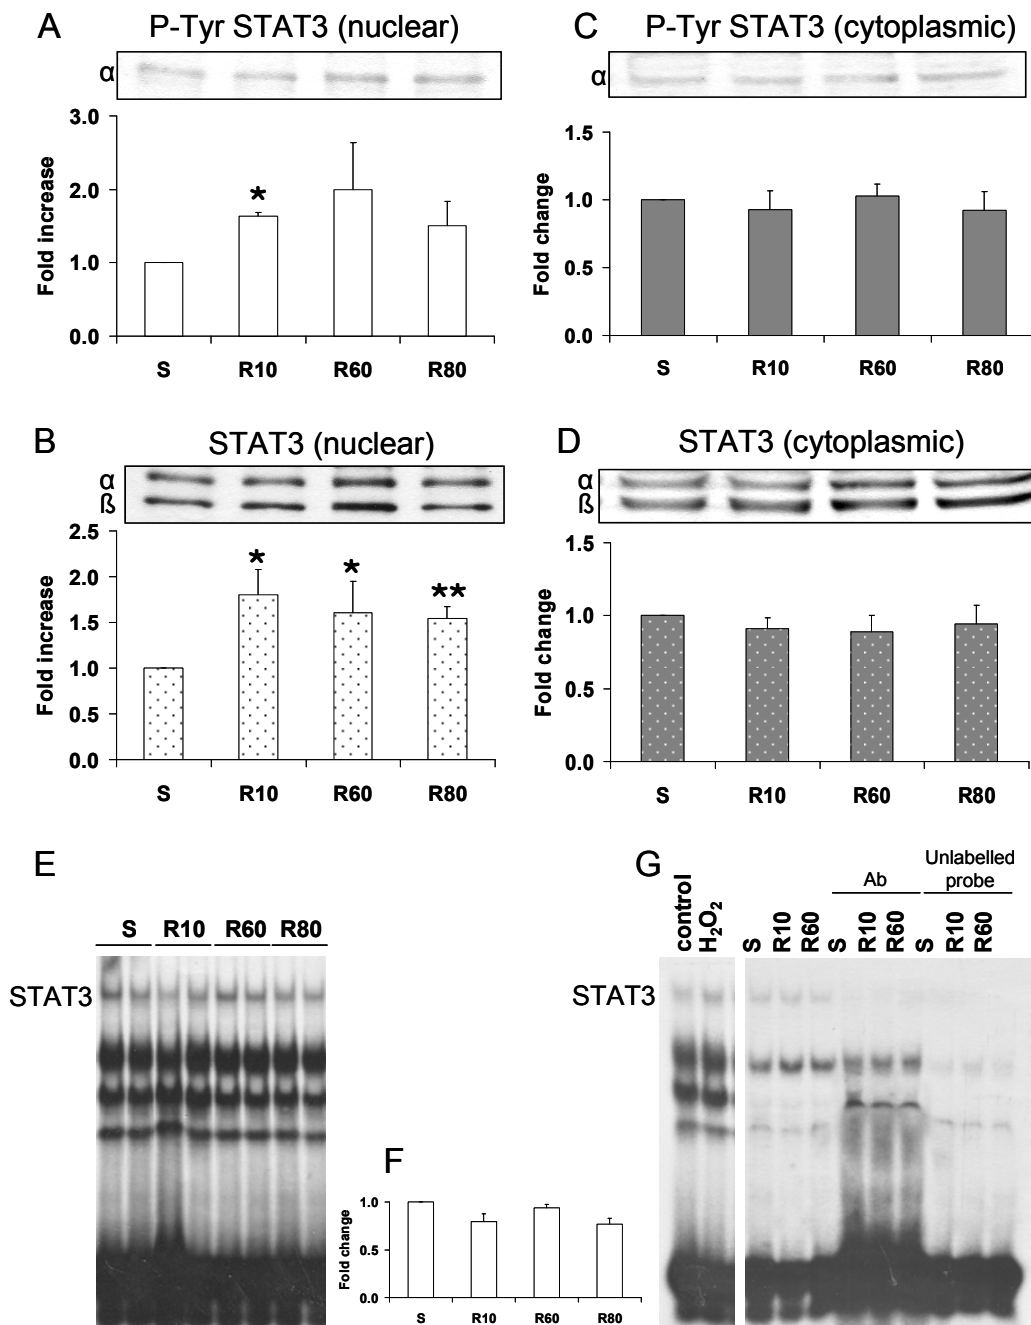 A
P-Tyr STAT3 (nuclear)
α
3.0
2.0
1.0
0.0
Fold increase
*
S R10 R60 R80
C
P-Tyr STAT3 (cytoplasmic)
α
1.5
1.0
0.5
0.0
Fold change
S R10 R60 R80
B
STAT3 (nuclear)
α
ß
2.5
2.0
1.5
1.0
0.5
0.0
Fold increase
* * **
S R10 R60 R80
D
STAT3 (cytoplasmic)
α
ß
1.5
1.0
0.5
0.0
Fold change
S R10 R60 R80
E
S R10 R60 R80
STAT3
F
1.0
0.5
0.0
Fold change
S R10 R60 R80
G
Ab
Unlabelled
probe
control
H₂O₂
S R10 R60 S R10 R60 S R10 R60
STAT3